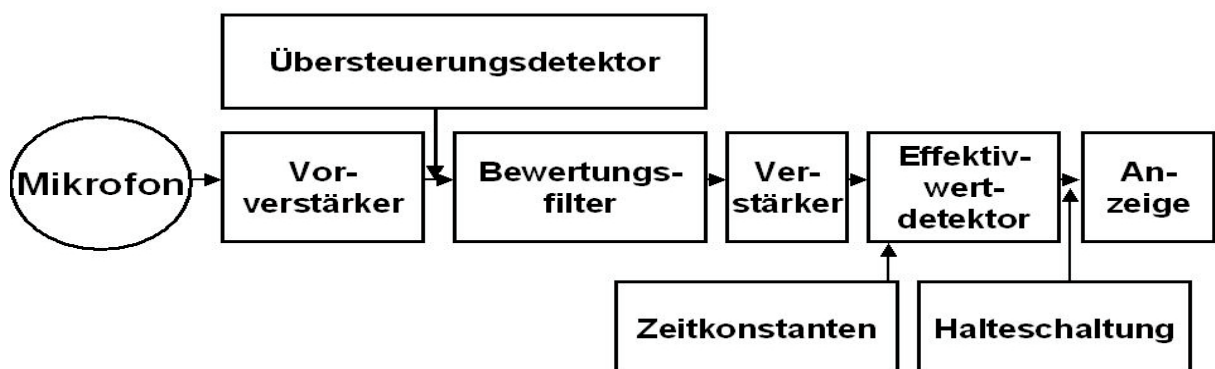 Übersteuerungsdetektor
Mikrofon
Vor-
verstärker
Bewertungs-
filter
Ver-
stärker
Effektiv-
wert-
detektor
An-
zeige
Zeitkonstanten
Halteschaltung